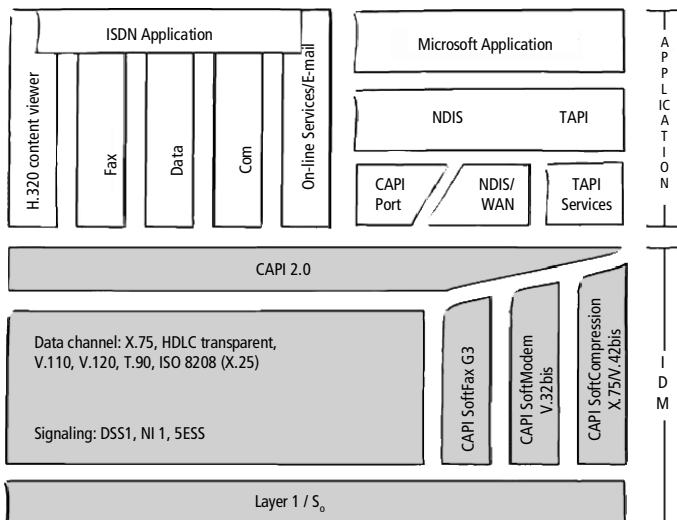 ISDN Application
H.320 content viewer
Fax
Data
Com
On-line Services/E-mail
Microsoft Application
NDIS
TAPI
CAPI
Port
NDIS/
WAN
TAPI
Services
APPLICATION
CAPI 2.0
Data channel: X.75, HDLC transparent,
V.110, V.120, T.90, ISO 8208 (X.25)
Signaling: DSS1, NI 1, 5ESS
CAPI SoftFax G3
CAPI SoftModem
V.32bis
CAPI SoftCompression
X.75/V.42bis
IDM
Layer 1 / S₀